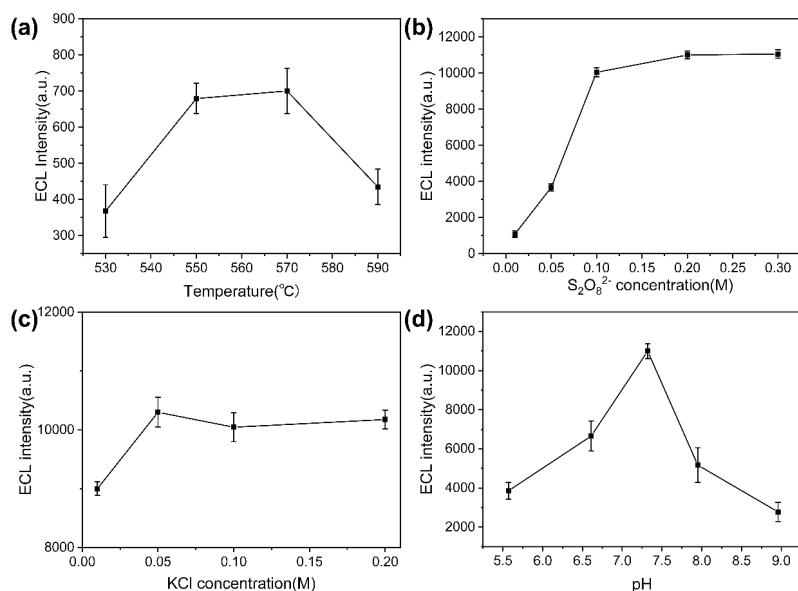 (a)
900
800
700
600
500
400
300
ECL Intensity(a.u.)
530 540 550 560 570 580 590
Temperature(°C)
(b)
12000
10000
8000
6000
4000
2000
0
ECL intensity(a.u.)
0.00 0.05 0.10 0.15 0.20 0.25 0.30
S₂O₈²⁻ concentration(M)
(c)
12000
10000
8000
ECL intensity(a.u.)
0.00 0.05 0.10 0.15 0.20
KCl concentration(M)
(d)
12000
10000
8000
6000
4000
2000
ECL intensity(a.u.)
5.5 6.0 6.5 7.0 7.5 8.0 8.5 9.0
pH